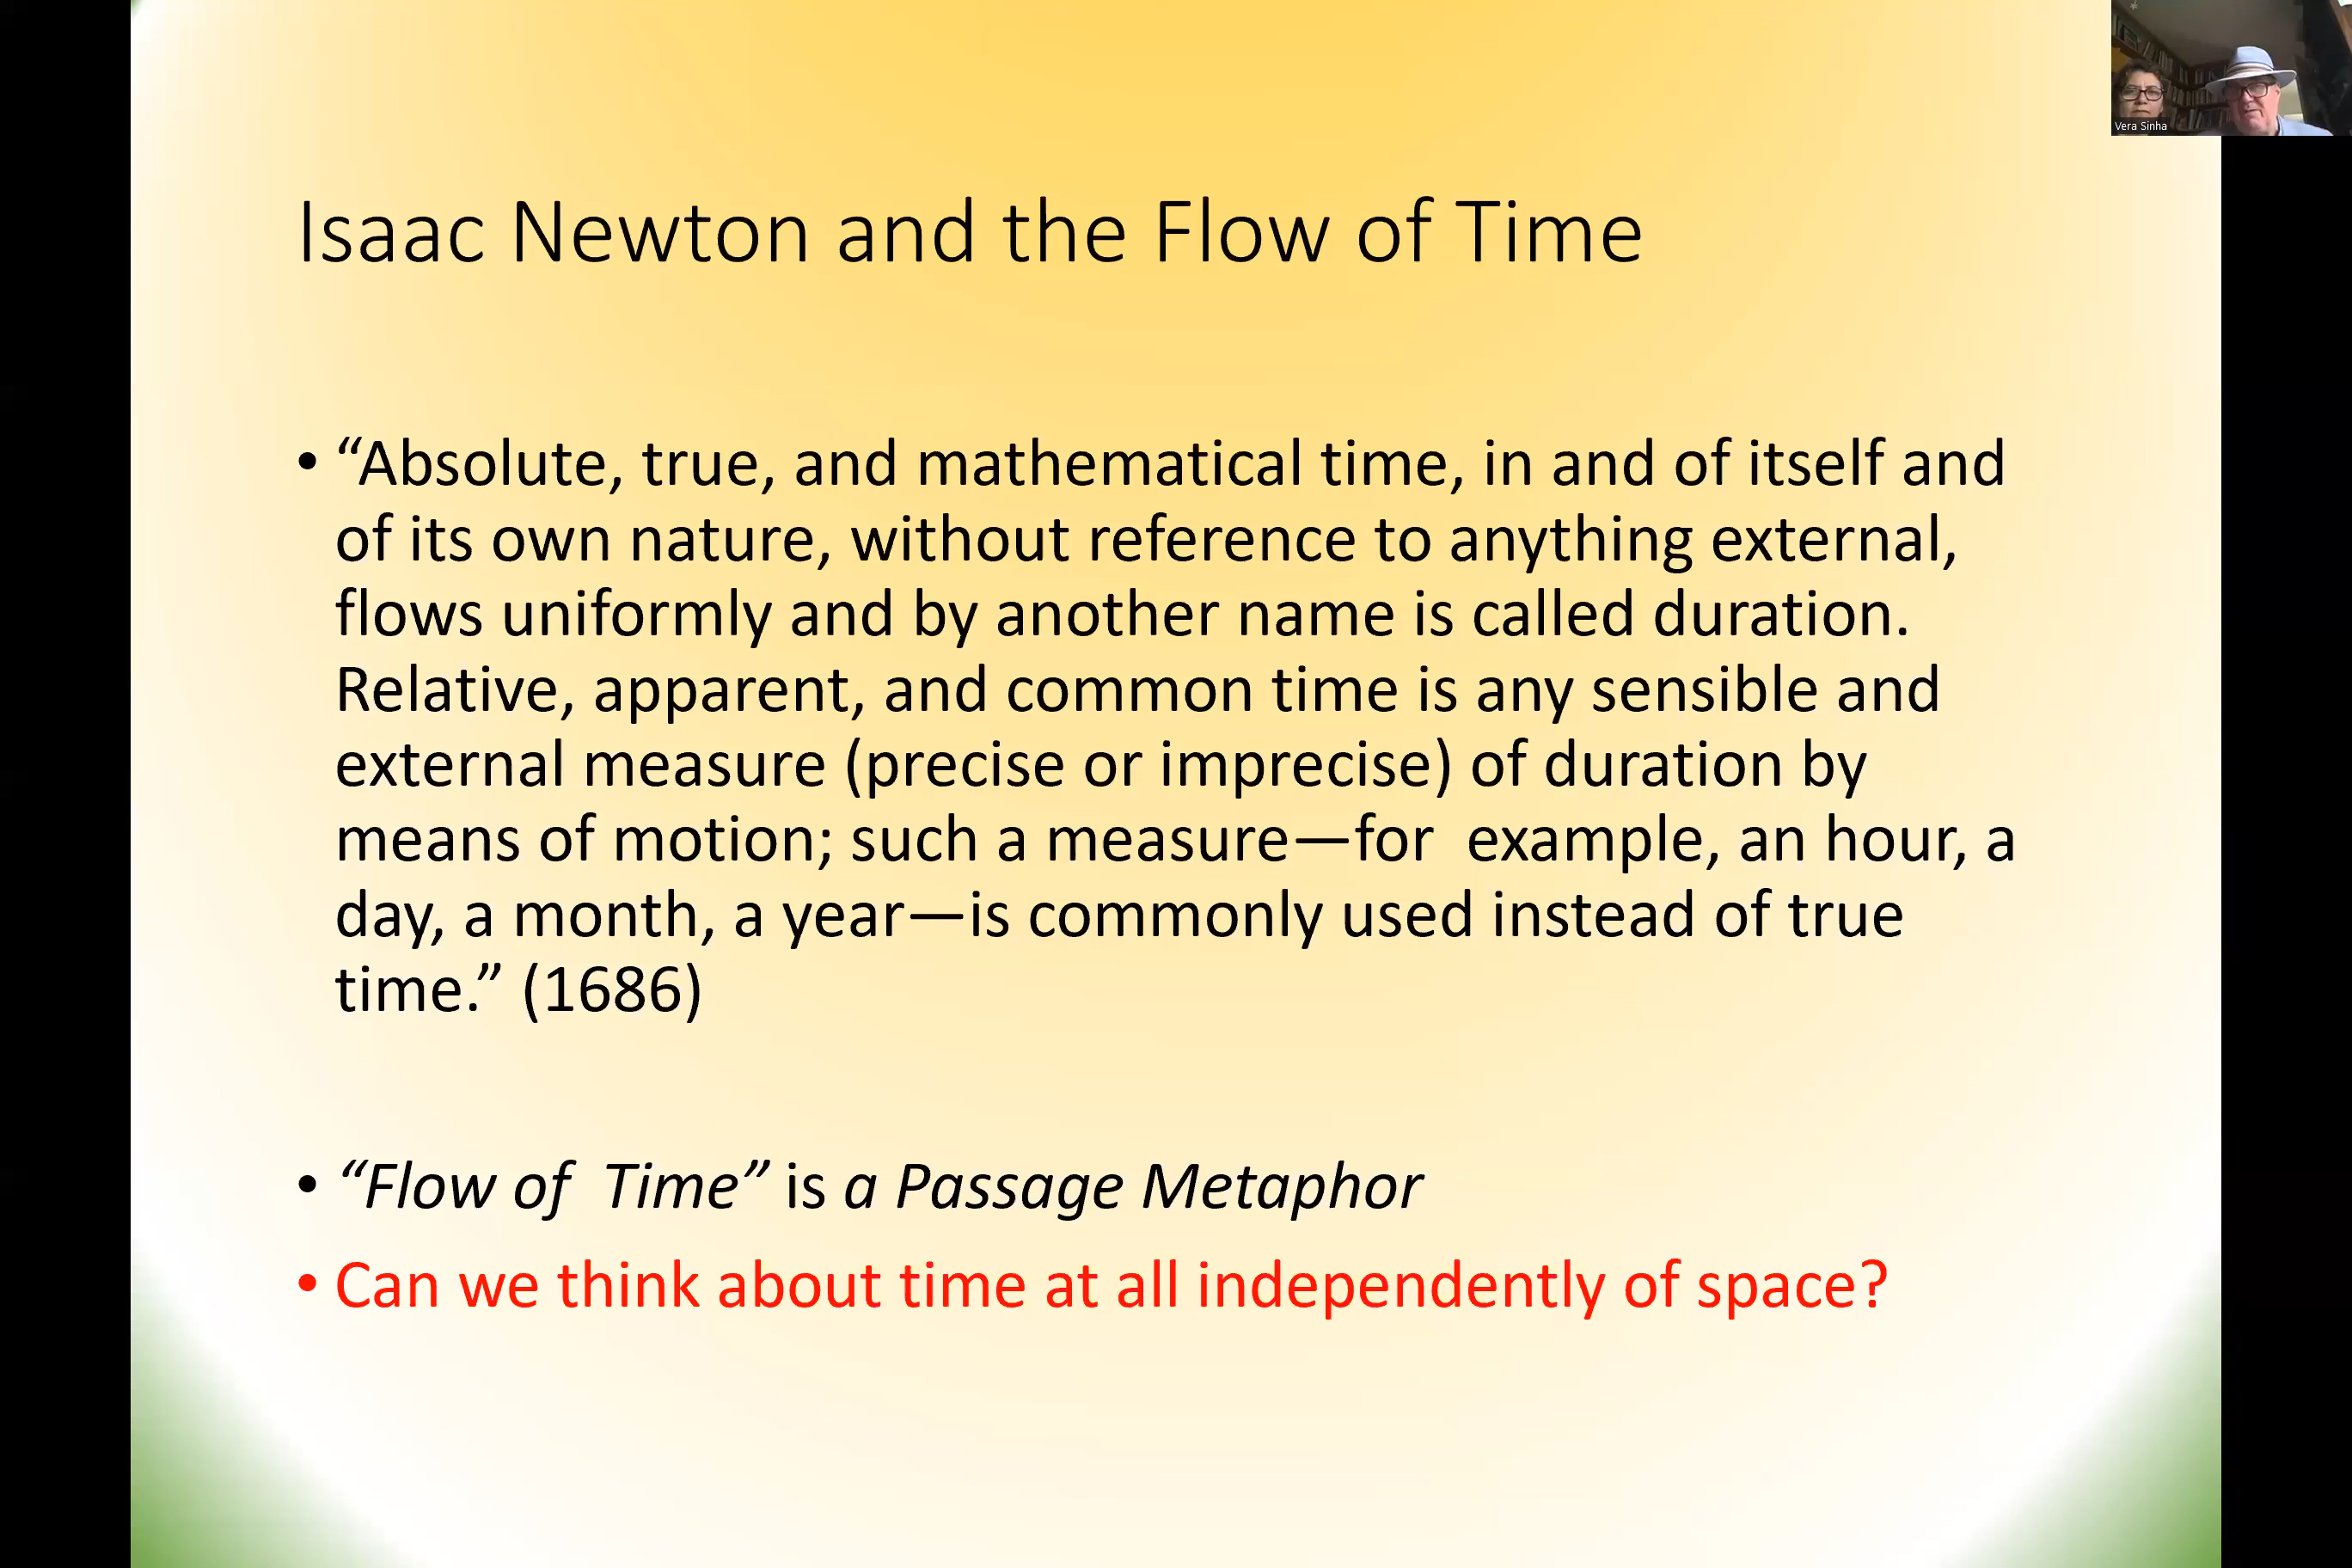 Vera Sinha
Isaac Newton and the Flow of Time
• “Absolute, true, and mathematical time, in and of itself and
of its own nature, without reference to anything external,
flows uniformly and by another name is called duration.
Relative, apparent, and common time is any sensible and
external measure (precise or imprecise) of duration by
means of motion; such a measure—for  example, an hour, a
day, a month, a year—is commonly used instead of true
time.” (1686)
• “Flow of  Time” is a Passage Metaphor
• Can we think about time at all independently of space?